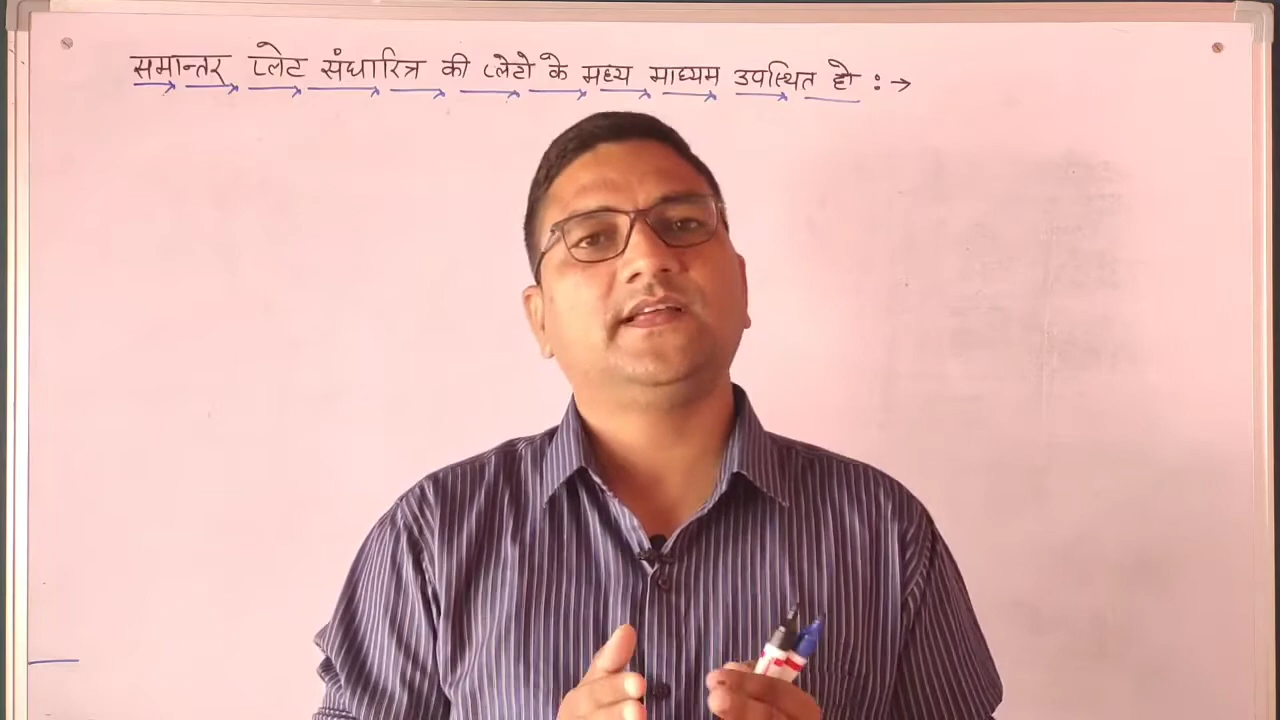 समान्तर प्लेट संधारित्र की प्लेटो के मध्य माध्यम उपस्थित हो :→